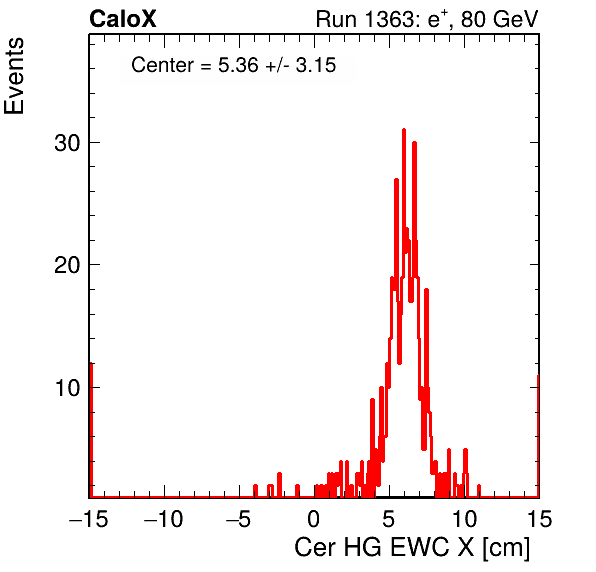 CaloX Run 1363: e⁺, 80 GeV
Events
Center = 5.36 +/- 3.15
30
20
10
−15 −10 −5 0 5 10 15
Cer HG EWC X [cm]